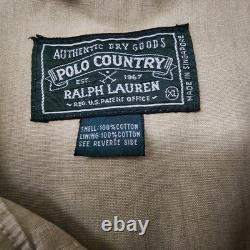 AUTHENTIC DRY GOODS
POLO COUNTRY
EST. 1967
RALPH LAUREN
REG. U.S. PATENT OFFICE
XL
MADE IN SINGAPORE
SHELL:100%COTTON
LINING:100%COTTON
SEE REVERSE SIDE